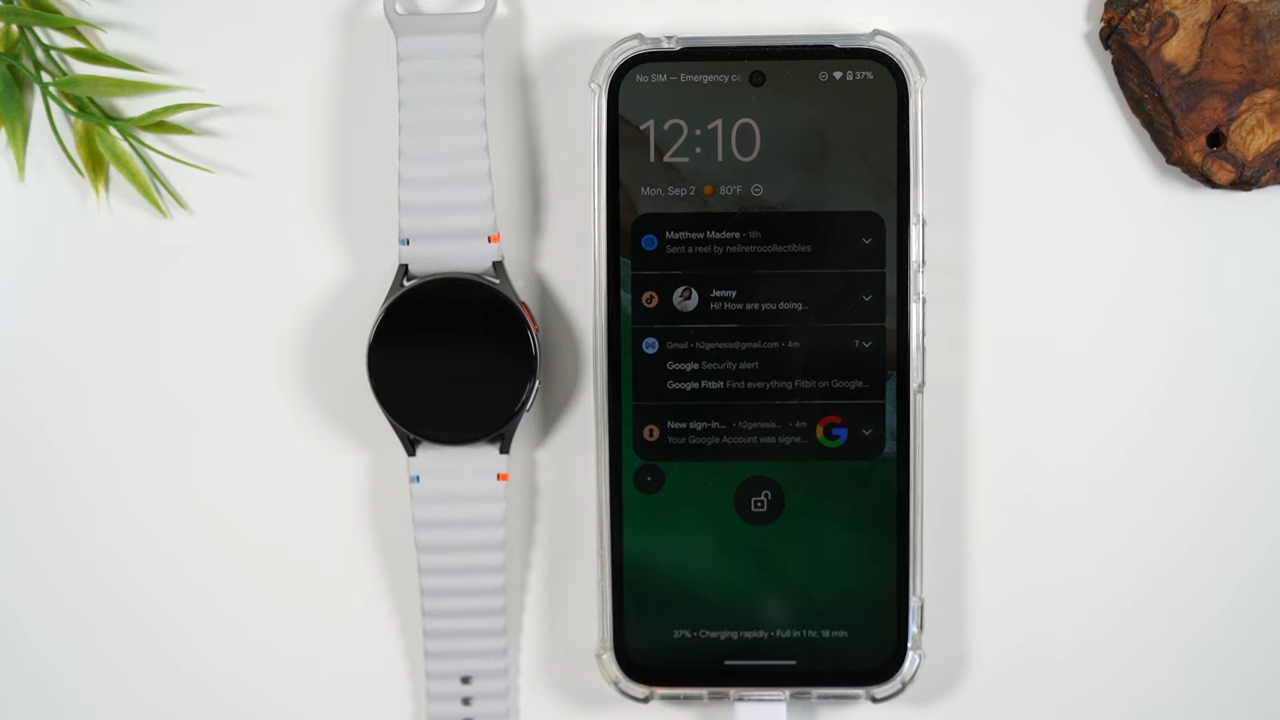 No SIM — Emergency ca
37%
12:10
Mon, Sep 2 80°F
Matthew Madere • 18h
Sent a reel by neilretrocollectibles
Jenny
Hi! How are you doing...
Gmail • h2genesis@gmail.com • 4m 7
Google Security alert
Google Fitbit Find everything Fitbit on Google...
New sign-in... • h2genesis... • 4m
Your Google Account was signe...
37% • Charging rapidly • Full in 1 hr, 18 min